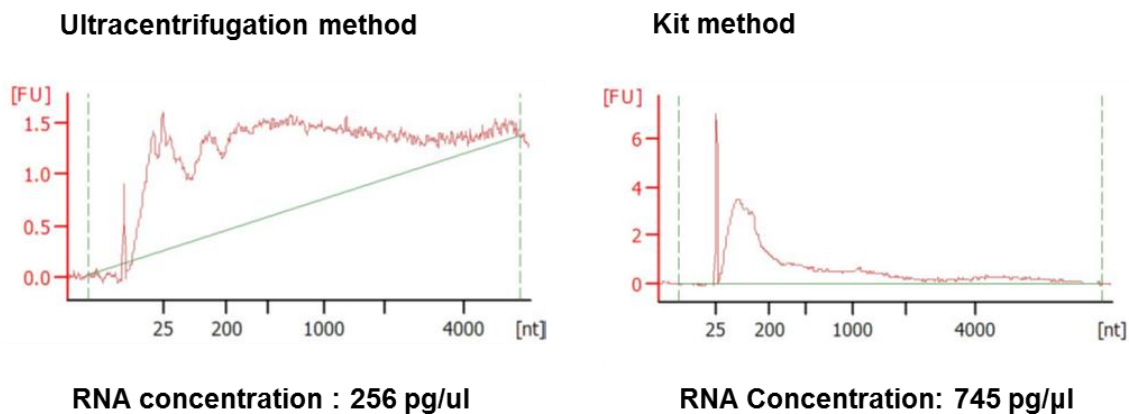 Ultracentrifugation method
Kit method
[FU]
1.5
1.0
0.5
0.0
25 200 1000 4000 [nt]
[FU]
6
4
2
0
25 200 1000 4000 [nt]
RNA concentration : 256 pg/ul
RNA Concentration: 745 pg/µl